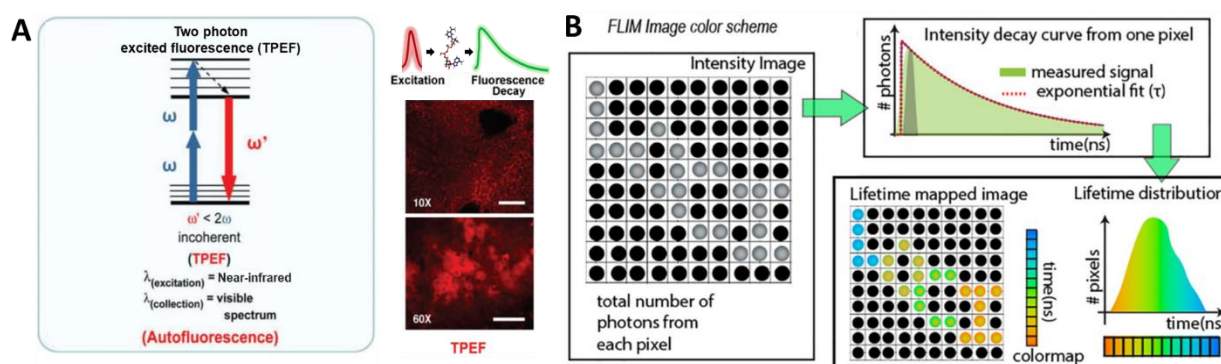 A
Two photon
excited fluorescence (TPEF)
ω
ω
ω'
ω' < 2ω
incoherent
(TPEF)
λ(excitation) = Near-infrared
λ(collection) = visible
spectrum
(Autofluorescence)
Excitation
Fluorescence
Decay
10X
60X
TPEF
B
FLIM Image color scheme
Intensity Image
total number of
photons from
each pixel
Intensity decay curve from one pixel
# photons
measured signal
exponential fit (τ)
time(ns)
Lifetime mapped image
time(ns)
colormap
Lifetime distribution
# pixels
time(ns)